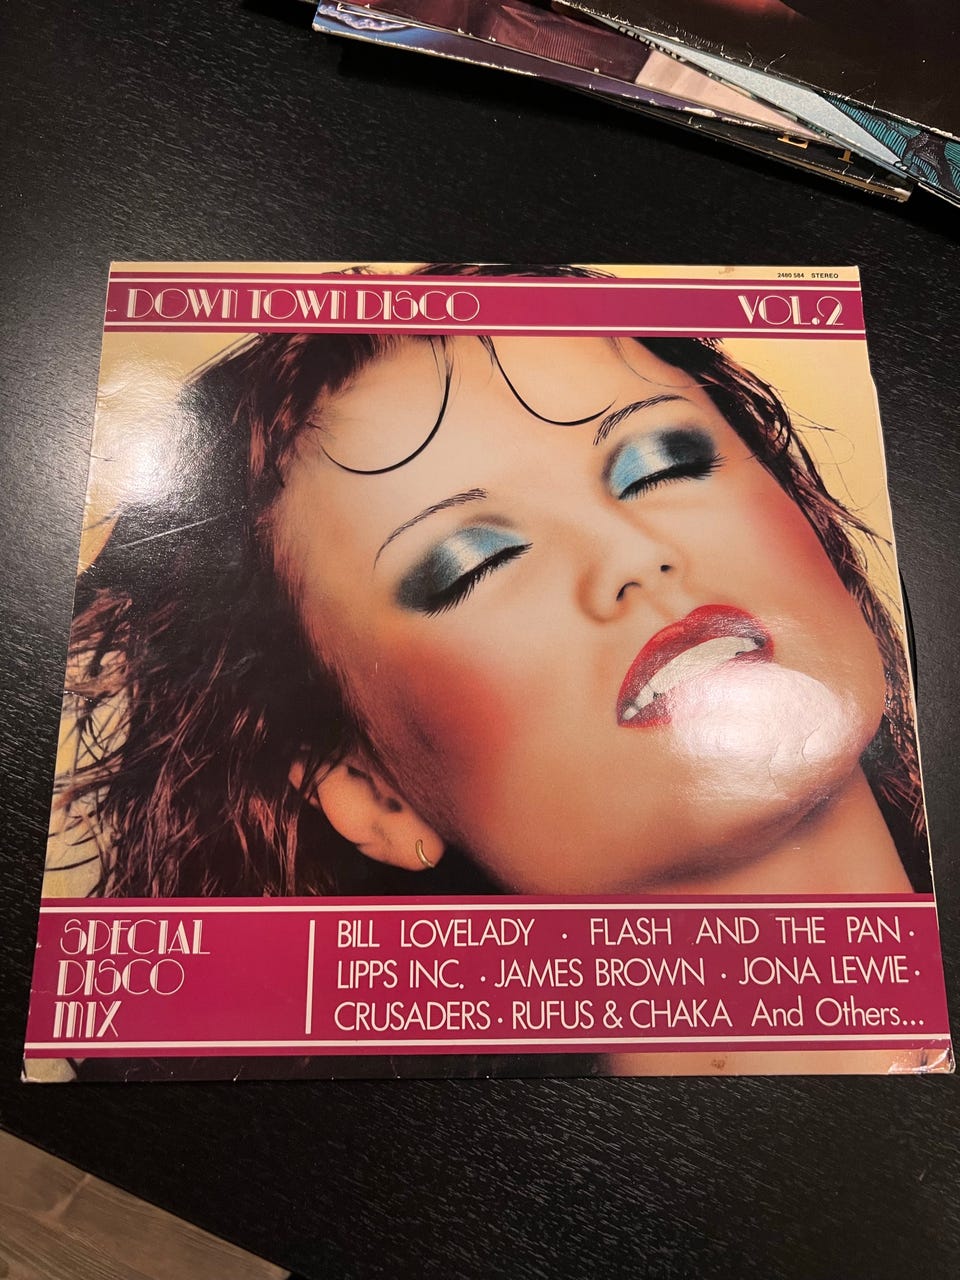 2480 584 STEREO
DOWN TOWN DISCO VOL.2
SPECIAL
DISCO
MIX
BILL LOVELADY · FLASH AND THE PAN ·
LIPPS INC. · JAMES BROWN · JONA LEWIE ·
CRUSADERS · RUFUS & CHAKA And Others...